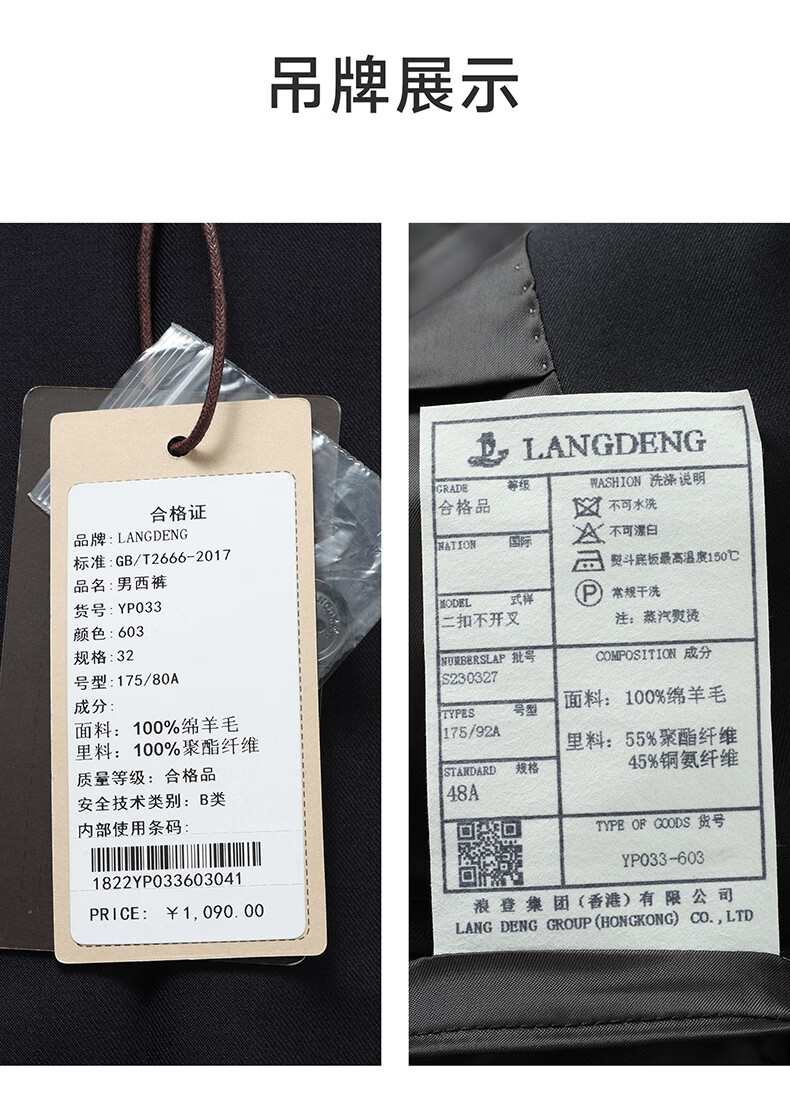 吊牌展示
合格证
品牌: LANGDENG
标准:GB/T2666-2017
品名:男西裤
货号:YP033
颜色:603
规格:32
号型:175/80A
成分:
面料：100%绵羊毛
里料：100%聚酯纤维
质量等级：合格品
安全技术类别：B类
内部使用条码:
1822YP033603041
PRICE: ￥1,090.00
LANGDENG
GRADE 等级
合格品
NATION 国际
MODEL 式样
二扣不开叉
NUMBERSLAP 批号
S230327
TYPES 号型
175/92A
STANDARD 规格
48A
WASHION 洗涤说明
不可水洗
不可漂白
熨斗底板最高温度150℃
P 常规干洗
注：蒸汽熨烫
COMPOSITION 成分
面料：100%绵羊毛
里料：55%聚酯纤维
45%铜氨纤维
TYPE OF GOODS 货号
YP033-603
浪登集团(香港)有限公司
LANG DENG GROUP(HONGKONG) CO.,LTD